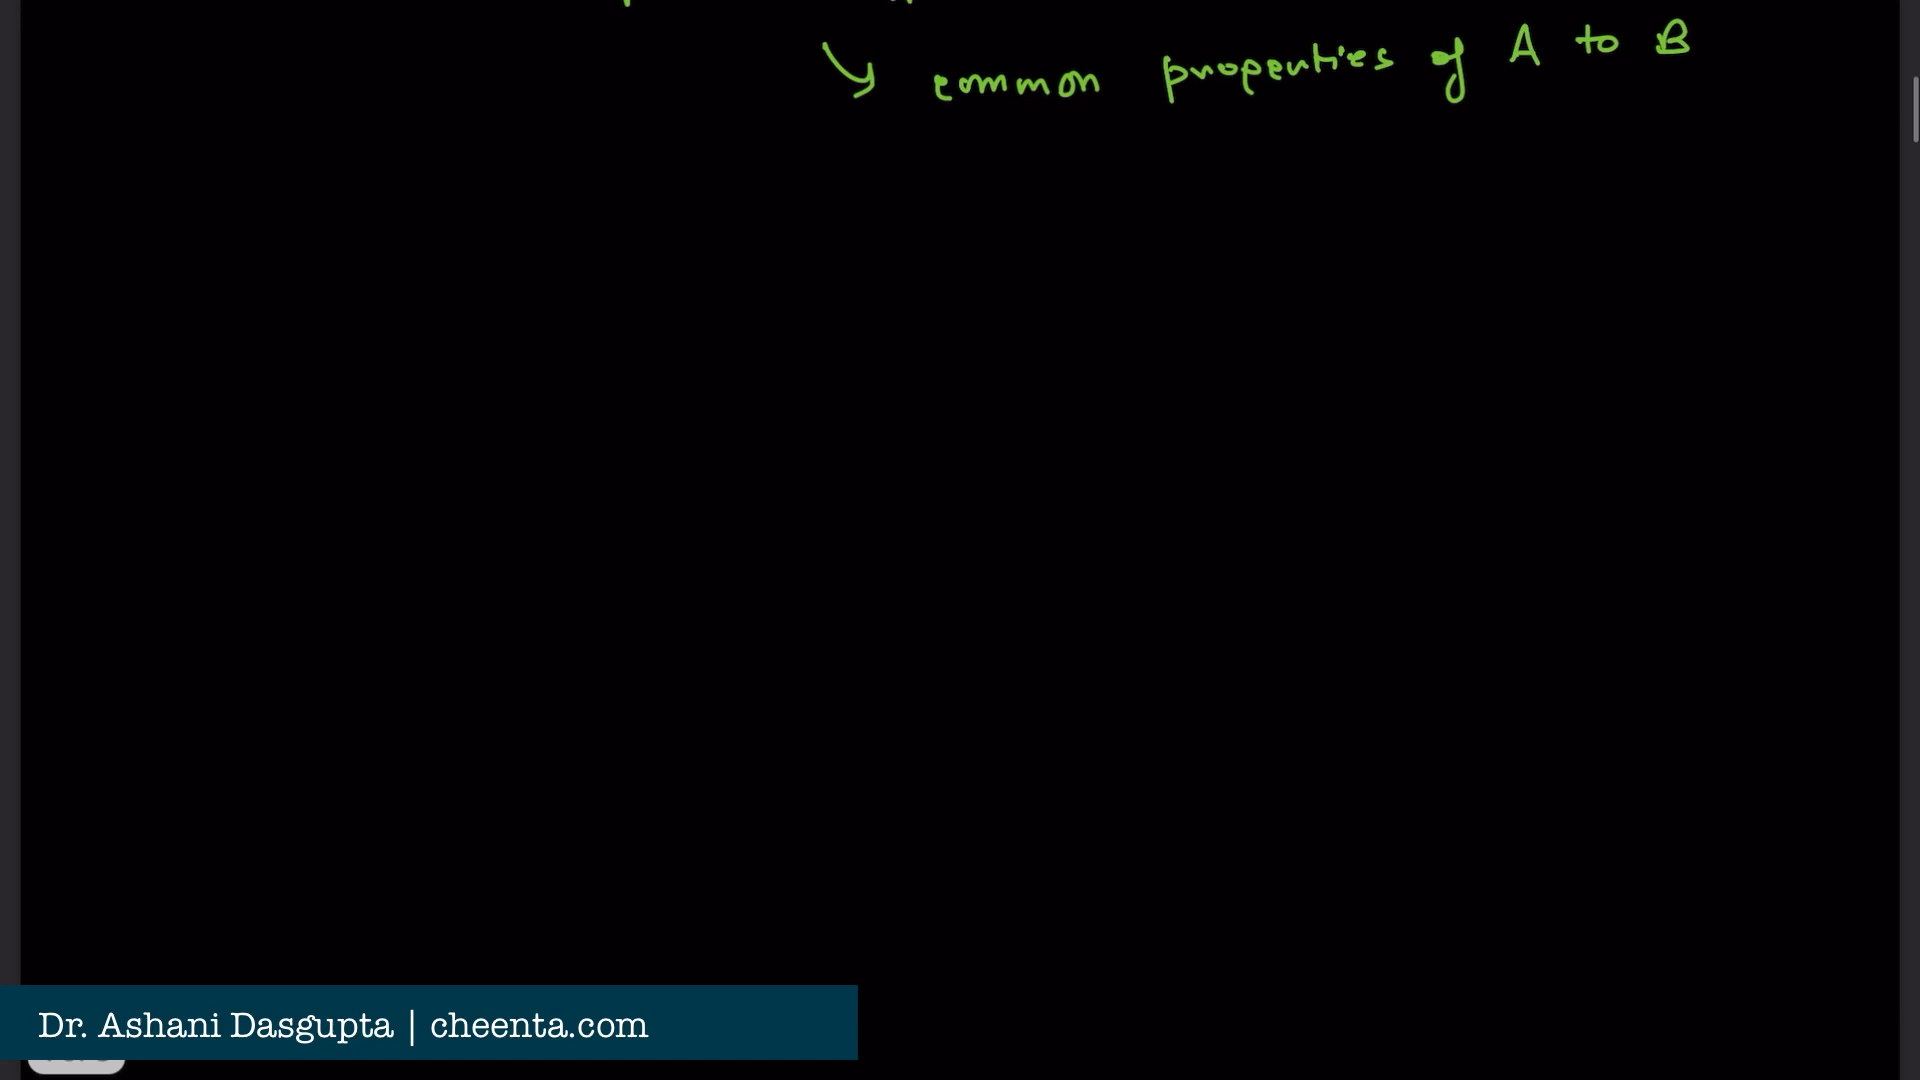 common properties of A to B
Dr. Ashani Dasgupta | cheenta.com